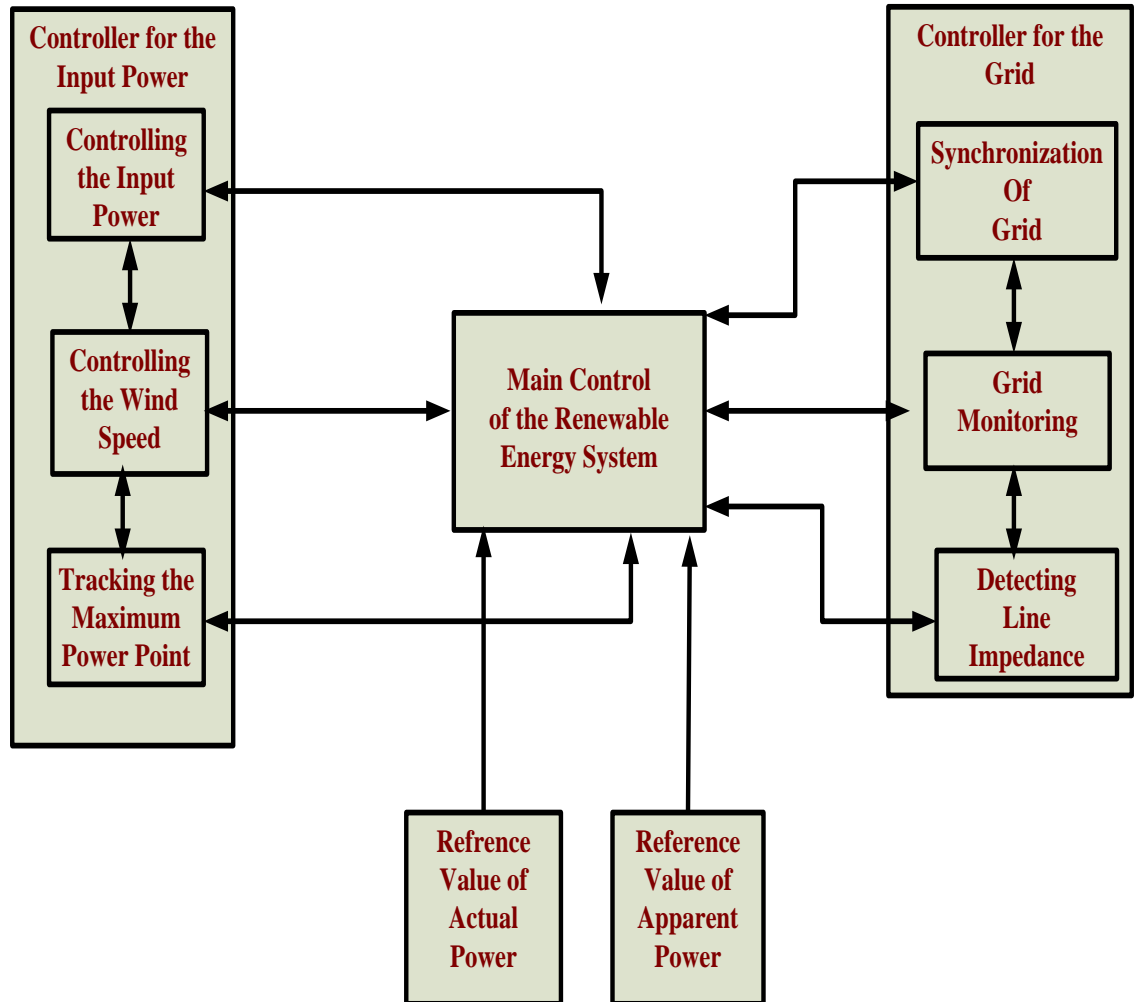 Controller for the
Input Power
Controlling
the Input
Power
Controlling
the Wind
Speed
Tracking the
Maximum
Power Point
Main Control
of the Renewable
Energy System
Controller for the
Grid
Synchronization
Of
Grid
Grid
Monitoring
Detecting
Line
Impedance
Refrence
Value of
Actual
Power
Reference
Value of
Apparent
Power